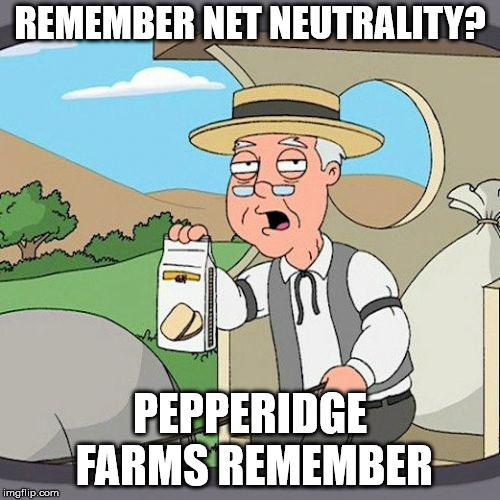 REMEMBER NET NEUTRALITY?
PEPPERIDGE
FARMS REMEMBER
imgflip.com